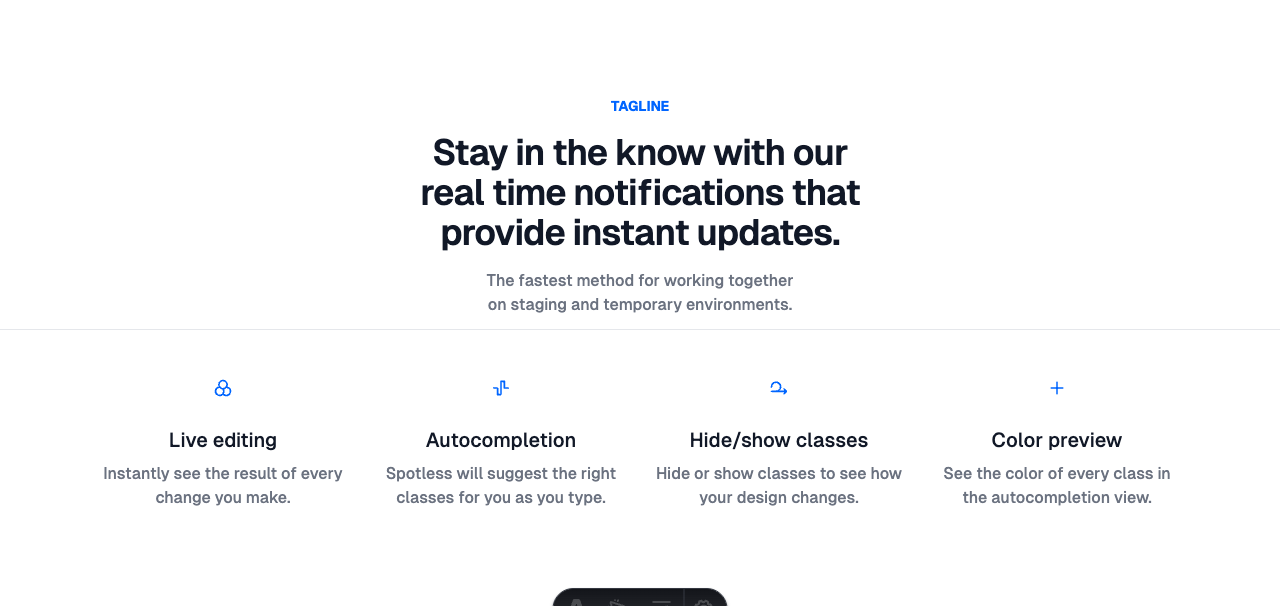 TAGLINE
Stay in the know with our
real time notifications that
provide instant updates.
The fastest method for working together
on staging and temporary environments.
Live editing
Instantly see the result of every
change you make.
Autocompletion
Spotless will suggest the right
classes for you as you type.
Hide/show classes
Hide or show classes to see how
your design changes.
Color preview
See the color of every class in
the autocompletion view.